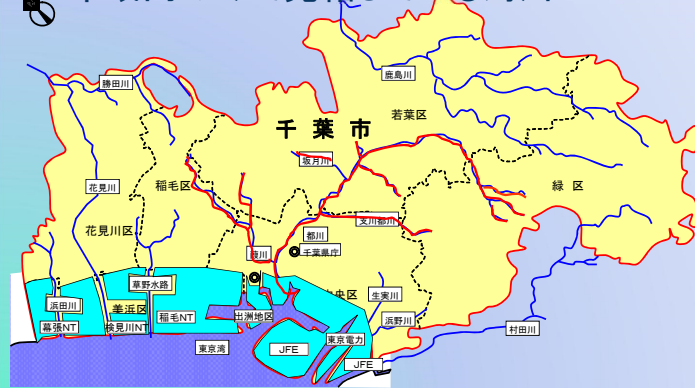 勝田川
鹿島川
若葉区
千葉市
坂月川
花見川
稲毛区
緑区
花見川区
支川都川
都川
葭川
千葉県庁
草野水路
中央区
生実川
浜田川
美浜区
稲毛NT
出洲地区
浜野川
幕張NT
検見川NT
村田川
東京湾
JFE
東京電力
JFE